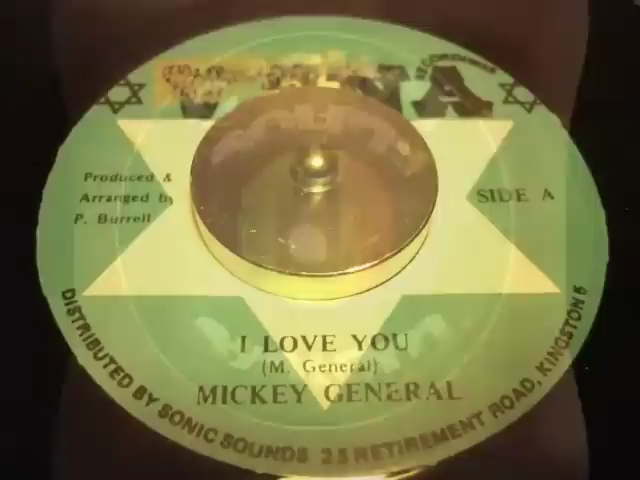 Produced &
Arranged by
P. Burrell
SIDE A
I LOVE YOU
(M. General)
MICKEY GENERAL
DISTRIBUTED BY SONIC SOUNDS 25 RETIREMENT ROAD, KINGSTON 5